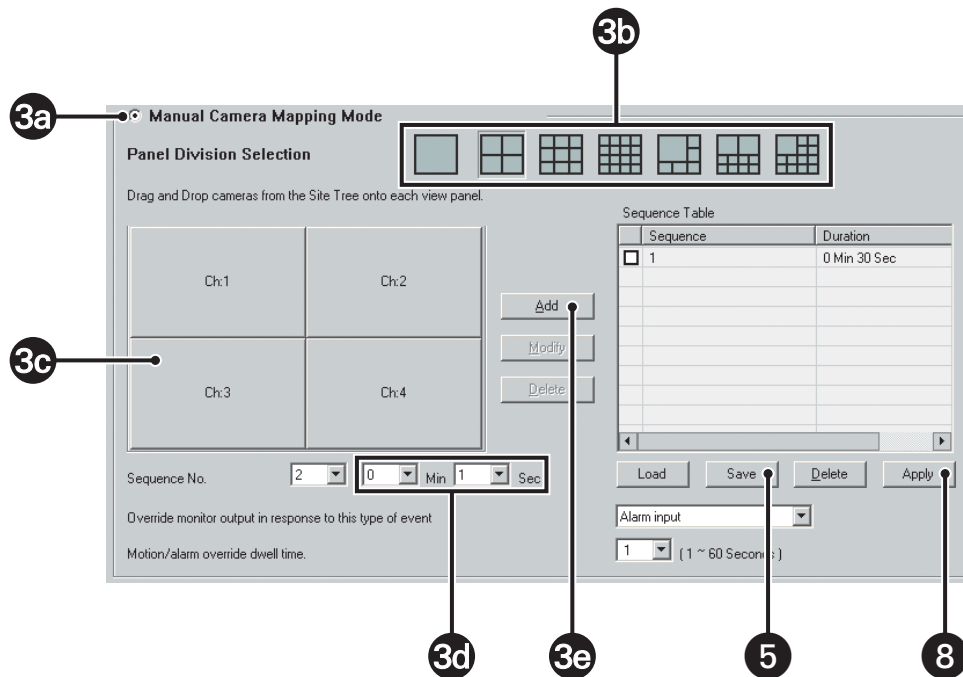 3b
3a
Manual Camera Mapping Mode
Panel Division Selection
Drag and Drop cameras from the Site Tree onto each view panel.
Sequence Table
Sequence Duration
1 0 Min 30 Sec
Ch:1 Ch:2
Add
Modify
3c
Ch:3 Ch:4
Delete
Sequence No. 2 0 Min 1 Sec
Load Save Delete Apply
Override monitor output in response to this type of event
Alarm input
Motion/alarm override dwell time.
1 ( 1 ~ 60 Seconds )
3d 3e 5 8